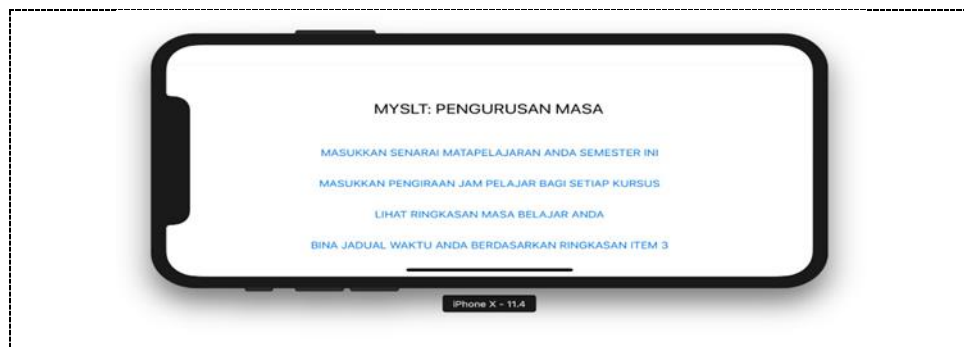 MYSLT: PENGURUSAN MASA
MASUKKAN SENARAI MATAPELAJARAN ANDA SEMESTER INI
MASUKKAN PENGIRAAN JAM PELAJAR BAGI SETIAP KURSUS
LIHAT RINGKASAN MASA BELAJAR ANDA
BINA JADUAL WAKTU ANDA BERDASARKAN RINGKASAN ITEM 3
iPhone X - 11.4